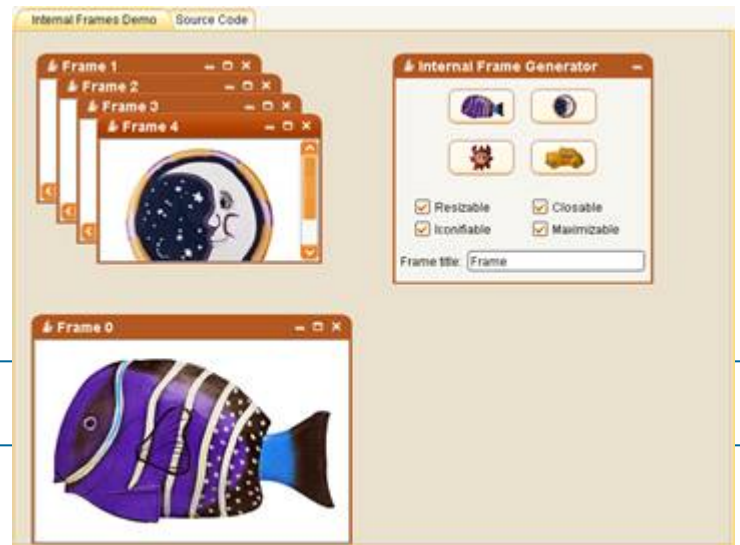 Internal Frames Demo
Source Code
Frame 1
Frame 2
Frame 3
Frame 4
Internal Frame Generator
Resizable
Closable
Iconifiable
Maximizable
Frame title: Frame
Frame 0